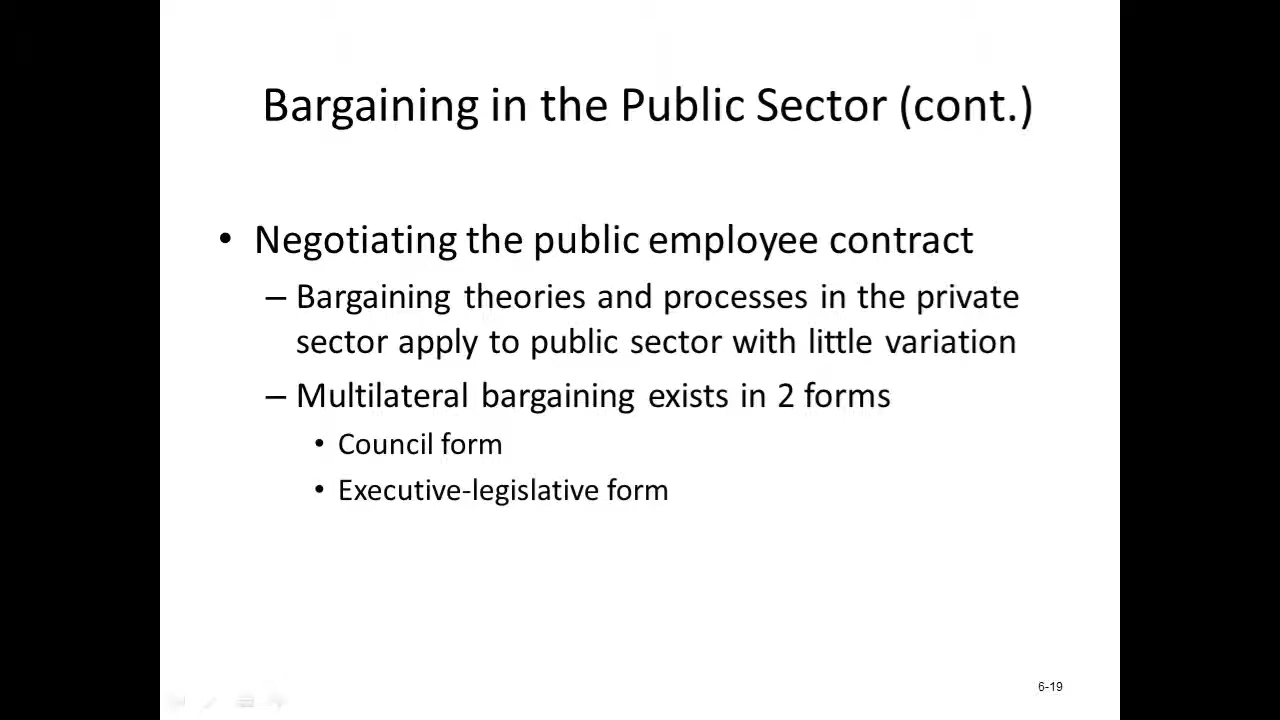 Bargaining in the Public Sector (cont.)
• Negotiating the public employee contract
– Bargaining theories and processes in the private
sector apply to public sector with little variation
– Multilateral bargaining exists in 2 forms
• Council form
• Executive-legislative form
6-19